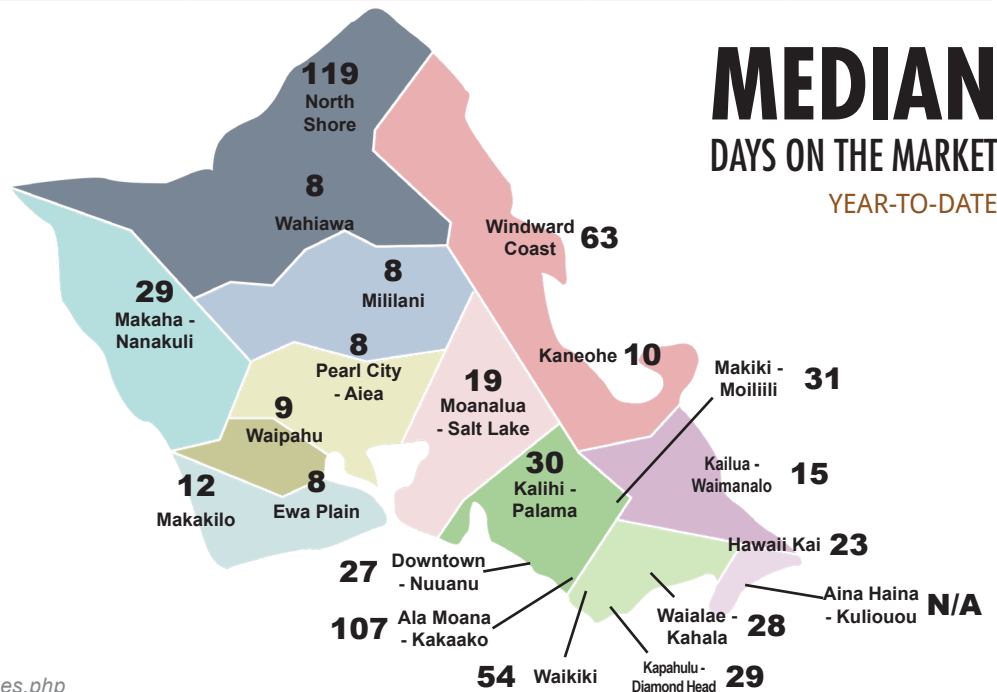 MEDIAN
DAYS ON THE MARKET
YEAR-TO-DATE
119
North
Shore
8
Wahiawa
Windward
Coast 63
8
Mililani
29
Makaha -
Nanakuli
8
Pearl City
- Aiea
Kaneohe 10
19
Moanalua
- Salt Lake
Makiki -
Moiliili 31
9
Waipahu
30
Kalihi -
Palama
Kailua -
Waimanalo 15
12
Makakilo
8
Ewa Plain
Hawaii Kai 23
27 Downtown
- Nuuanu
Aina Haina
- Kuliouou N/A
107 Ala Moana
- Kakaako
Waialae -
Kahala 28
54 Waikiki
Kapahulu -
Diamond Head 29
es.php